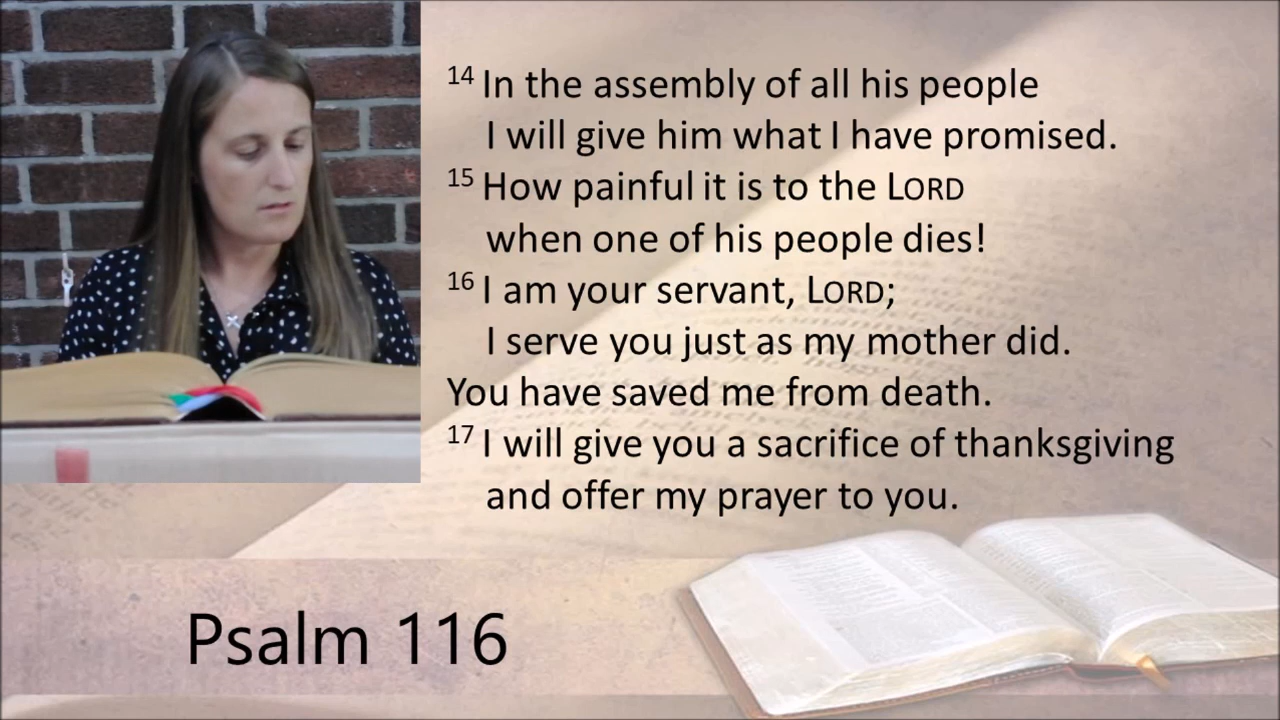 14 In the assembly of all his people
I will give him what I have promised.
15 How painful it is to the LORD
when one of his people dies!
16 I am your servant, LORD;
I serve you just as my mother did.
You have saved me from death.
17 I will give you a sacrifice of thanksgiving
and offer my prayer to you.
Psalm 116